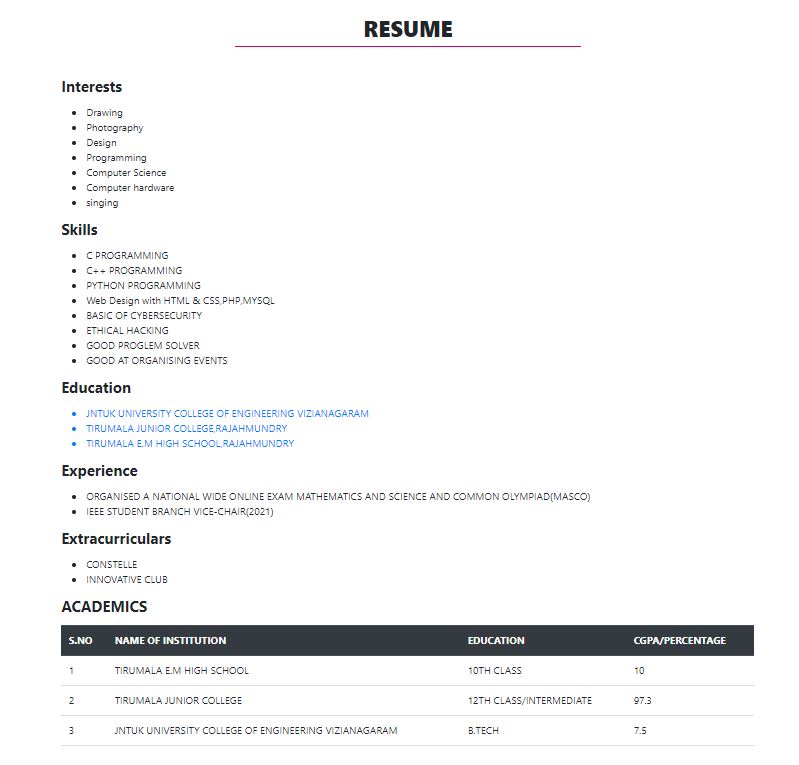 RESUME
Interests
Drawing
Photography
Design
Programming
Computer Science
Computer hardware
singing
Skills
C PROGRAMMING
C++ PROGRAMMING
PYTHON PROGRAMMING
Web Design with HTML & CSS,PHP,MYSQL
BASIC OF CYBERSECURITY
ETHICAL HACKING
GOOD PROGLEM SOLVER
GOOD AT ORGANISING EVENTS
Education
JNTUK UNIVERSITY COLLEGE OF ENGINEERING VIZIANAGARAM
TIRUMALA JUNIOR COLLEGE,RAJAHMUNDRY
TIRUMALA E.M HIGH SCHOOL,RAJAHMUNDRY
Experience
ORGANISED A NATIONAL WIDE ONLINE EXAM MATHEMATICS AND SCIENCE AND COMMON OLYMPIAD(MASCO)
IEEE STUDENT BRANCH VICE-CHAIR(2021)
Extracurriculars
CONSTELLE
INNOVATIVE CLUB
ACADEMICS
S.NO NAME OF INSTITUTION EDUCATION CGPA/PERCENTAGE
1 TIRUMALA E.M HIGH SCHOOL 10TH CLASS 10
2 TIRUMALA JUNIOR COLLEGE 12TH CLASS/INTERMEDIATE 97.3
3 JNTUK UNIVERSITY COLLEGE OF ENGINEERING VIZIANAGARAM B.TECH 7.5